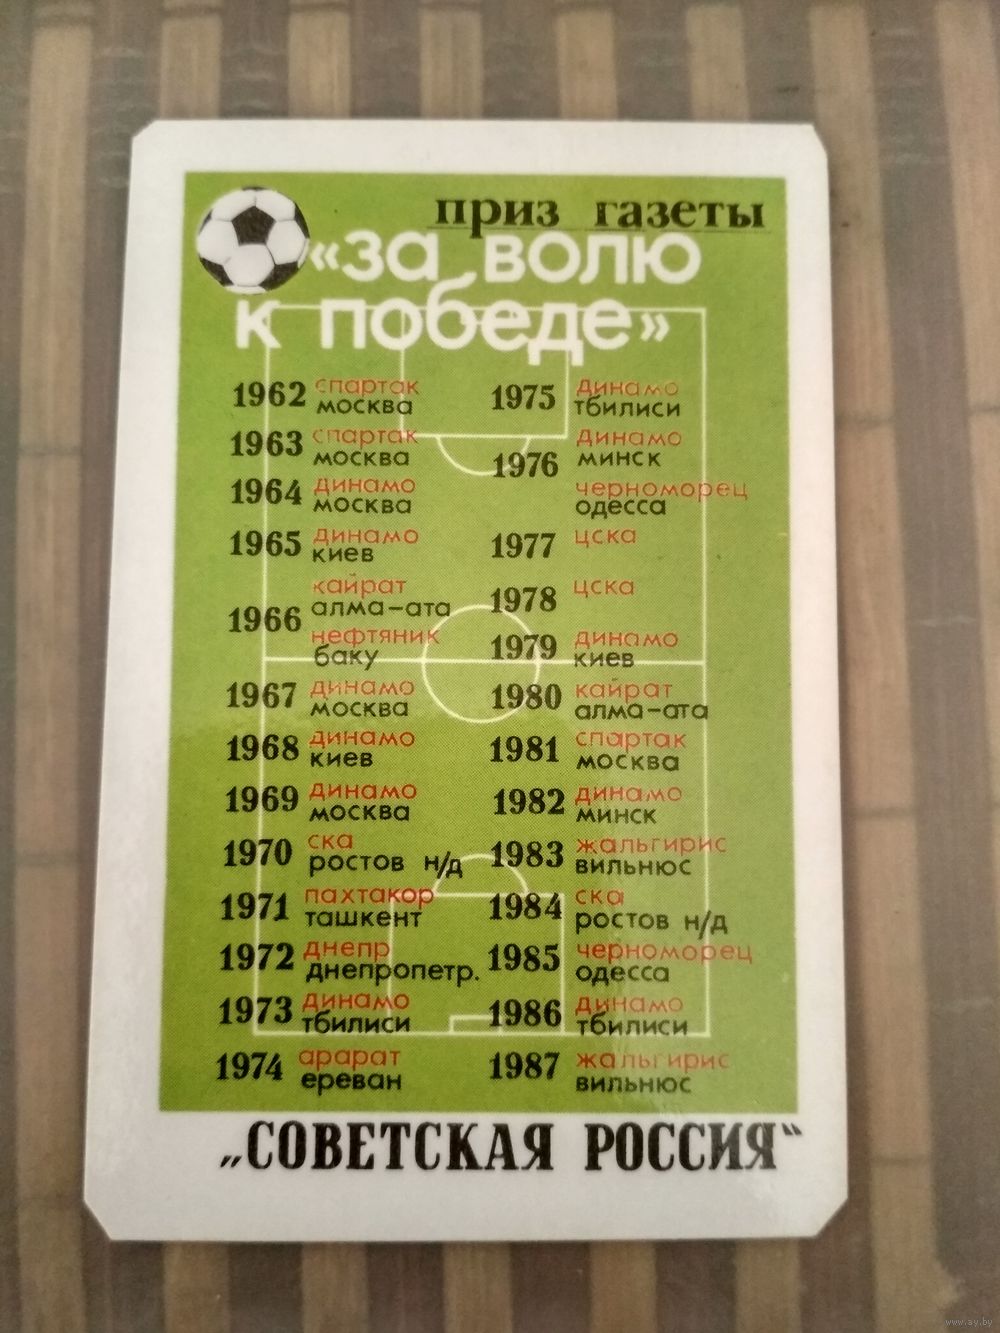 приз газеты
«за волю
к победе»
1962 спартак
москва
1963 спартак
москва
1964 динамо
москва
1965 динамо
киев
1966 кайрат
алма-ата
нефтяник
баку
1967 динамо
москва
1968 динамо
киев
1969 динамо
москва
1970 ска
ростов н/д
1971 пахтакор
ташкент
1972 днепр
днепропетр.
1973 динамо
тбилиси
1974 арарат
ереван
1975 динамо
тбилиси
1976 динамо
минск
черноморец
одесса
1977 цска
1978 цска
1979 динамо
киев
1980 кайрат
алма-ата
1981 спартак
москва
1982 динамо
минск
1983 жальгирис
вильнюс
1984 ска
ростов н/д
1985 черноморец
одесса
1986 динамо
тбилиси
1987 жальгирис
вильнюс
„СОВЕТСКАЯ РОССИЯ“
www.ay.by